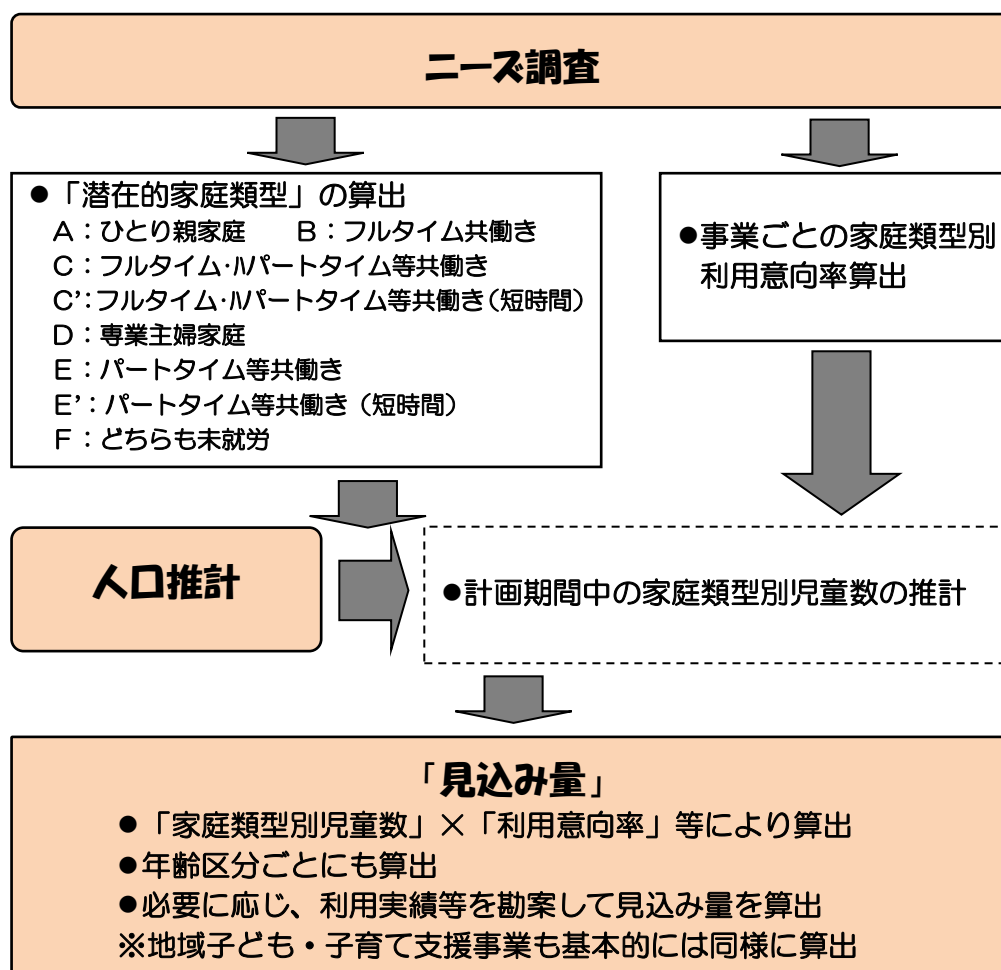 ニーズ調査
●「潜在的家庭類型」の算出
A：ひとり親家庭　　B：フルタイム共働き
C：フルタイム･パートタイム等共働き
C’：フルタイム･パートタイム等共働き（短時間）
D：専業主婦家庭
E：パートタイム等共働き
E’：パートタイム等共働き（短時間）
F：どちらも未就労
●事業ごとの家庭類型別
利用意向率算出
人口推計
●計画期間中の家庭類型別児童数の推計
「見込み量」
●「家庭類型別児童数」×「利用意向率」等により算出
●年齢区分ごとにも算出
●必要に応じ、利用実績等を勘案して見込み量を算出
※地域子ども・子育て支援事業も基本的には同様に算出